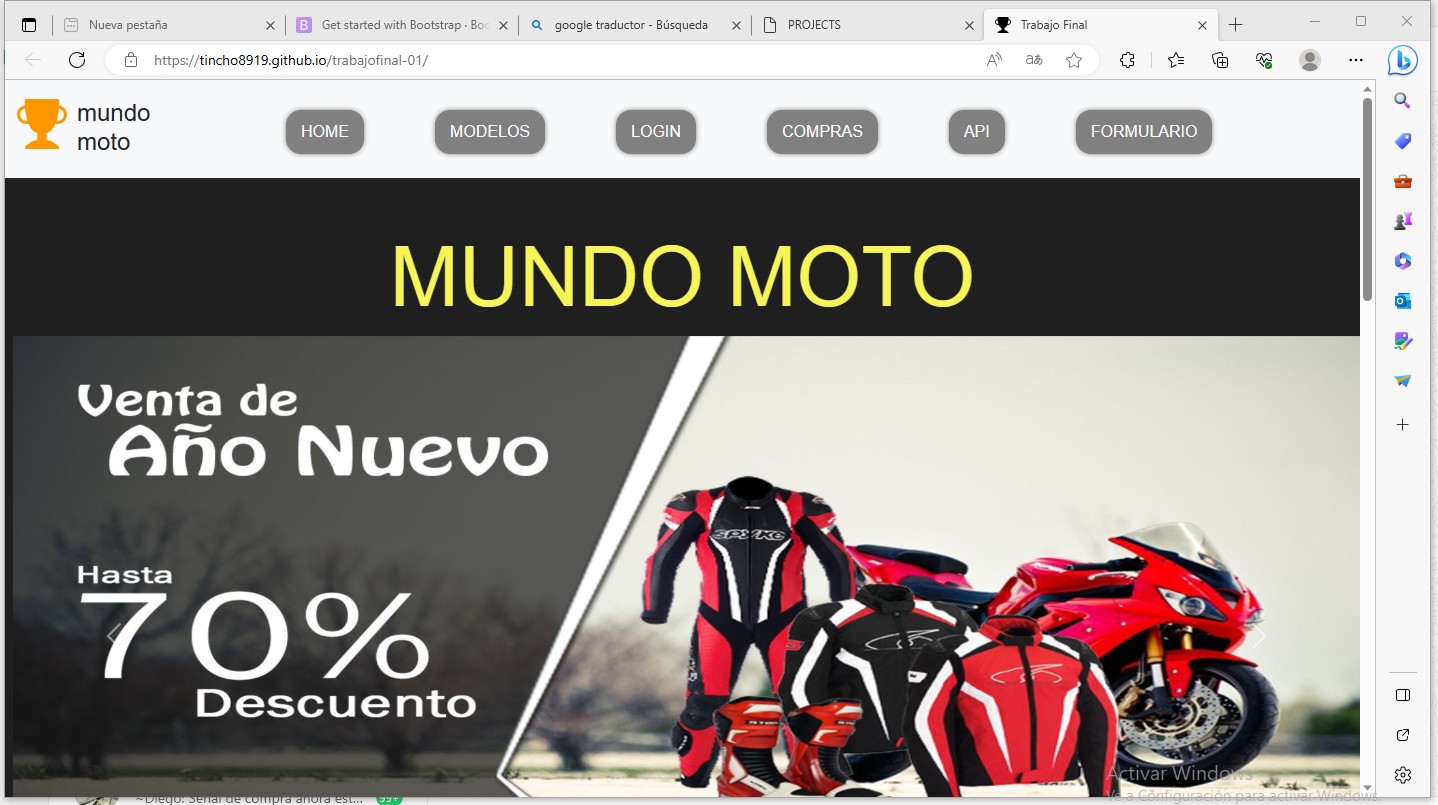 Nueva pestaña
Get started with Bootstrap · Boo
google traductor - Búsqueda
PROJECTS
Trabajo Final
https://tincho8919.github.io/trabajofinal-01/
mundo
moto
HOME
MODELOS
LOGIN
COMPRAS
API
FORMULARIO
MUNDO MOTO
Venta de
Año Nuevo
Hasta
70%
Descuento
SPYKE
Activar Windows
Ve a Configuración para activar Windows.
~Diego: Señal de compra ahora est...
99+